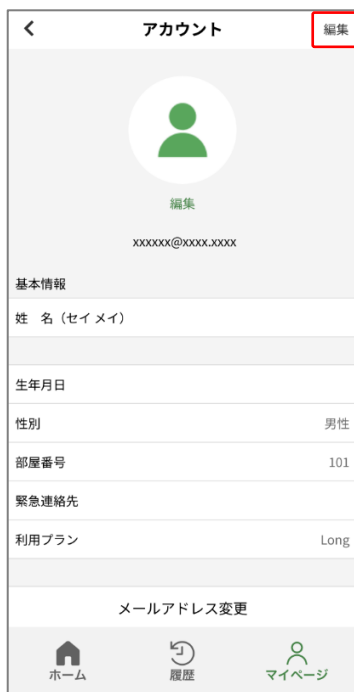 アカウント 編集
編集
xxxxxx@xxxx.xxxx
基本情報
姓 名（セイ メイ）
生年月日
性別 男性
部屋番号 101
緊急連絡先
利用プラン Long
メールアドレス変更
ホーム 履歴 マイページ